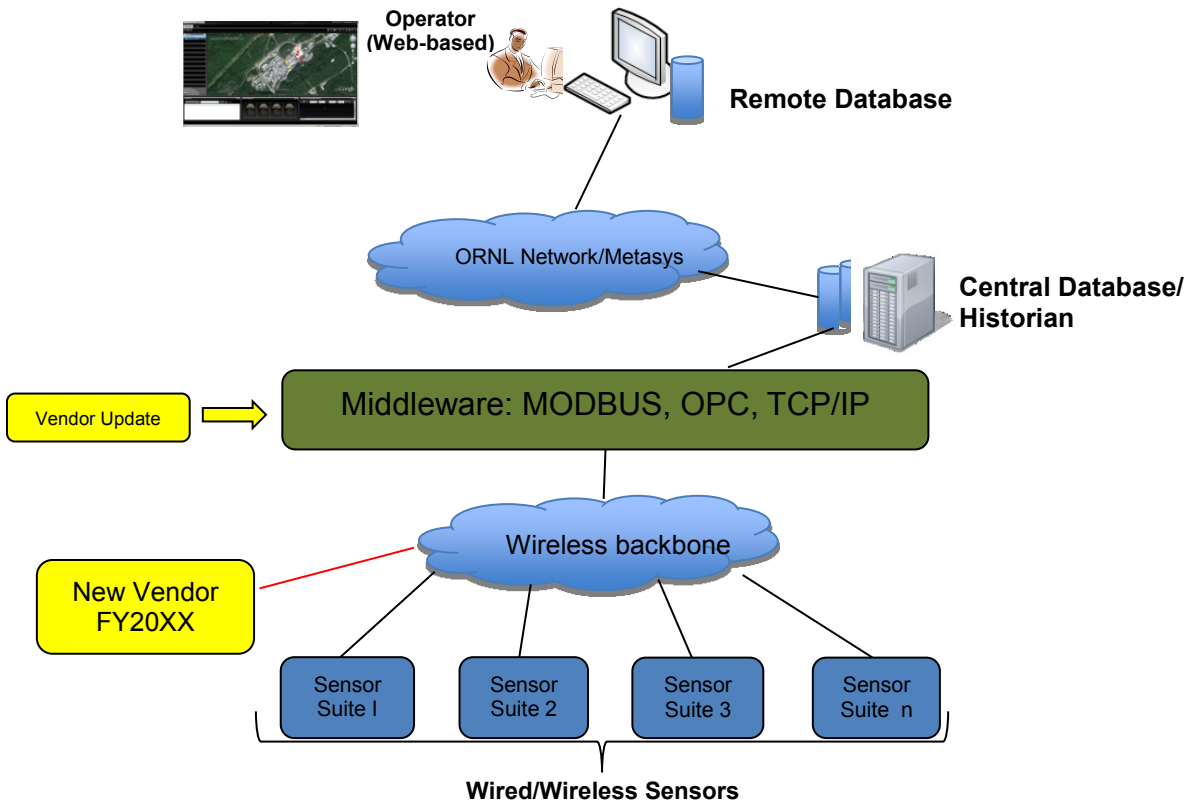 Operator
(Web-based)
Remote Database
ORNL Network/Metasys
Central Database/
Historian
Middleware: MODBUS, OPC, TCP/IP
Vendor Update
Wireless backbone
New Vendor
FY20XX
Sensor
Suite I
Sensor
Suite 2
Sensor
Suite 3
Sensor
Suite n
Wired/Wireless Sensors